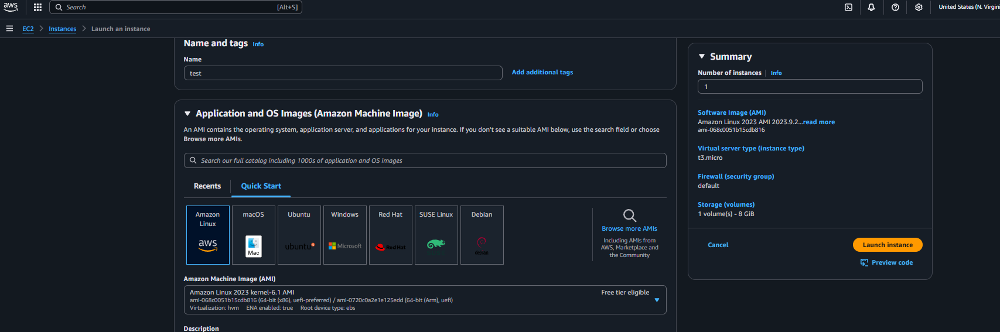 aws
Search [Alt+S]
United States (N. Virgini
EC2 Instances Launch an instance
Name and tags Info
Name
test
Add additional tags
Application and OS Images (Amazon Machine Image) Info
An AMI contains the operating system, application server, and applications for your instance. If you don't see a suitable AMI below, use the search field or choose
Browse more AMIs.
Search our full catalog including 1000s of application and OS images
Recents Quick Start
Amazon
Linux
aws
macOS
Mac
Ubuntu
ubuntu
Windows
Microsoft
Red Hat
Red Hat
SUSE Linux
Debian
debian
Browse more AMIs
Including AMIs from
AWS, Marketplace and
the Community
Amazon Machine Image (AMI)
Amazon Linux 2023 kernel-6.1 AMI
Free tier eligible
ami-068c0051b15cdb816 (64-bit (x86), uefi-preferred) / ami-0720c0a2e1e125edd (64-bit (Arm), uefi)
Virtualization: hvm ENA enabled: true Root device type: ebs
Description
Summary
Number of instances Info
1
Software Image (AMI)
Amazon Linux 2023 AMI 2023.9.2...read more
ami-068c0051b15cdb816
Virtual server type (instance type)
t3.micro
Firewall (security group)
default
Storage (volumes)
1 volume(s) - 8 GiB
Cancel
Launch instance
Preview code